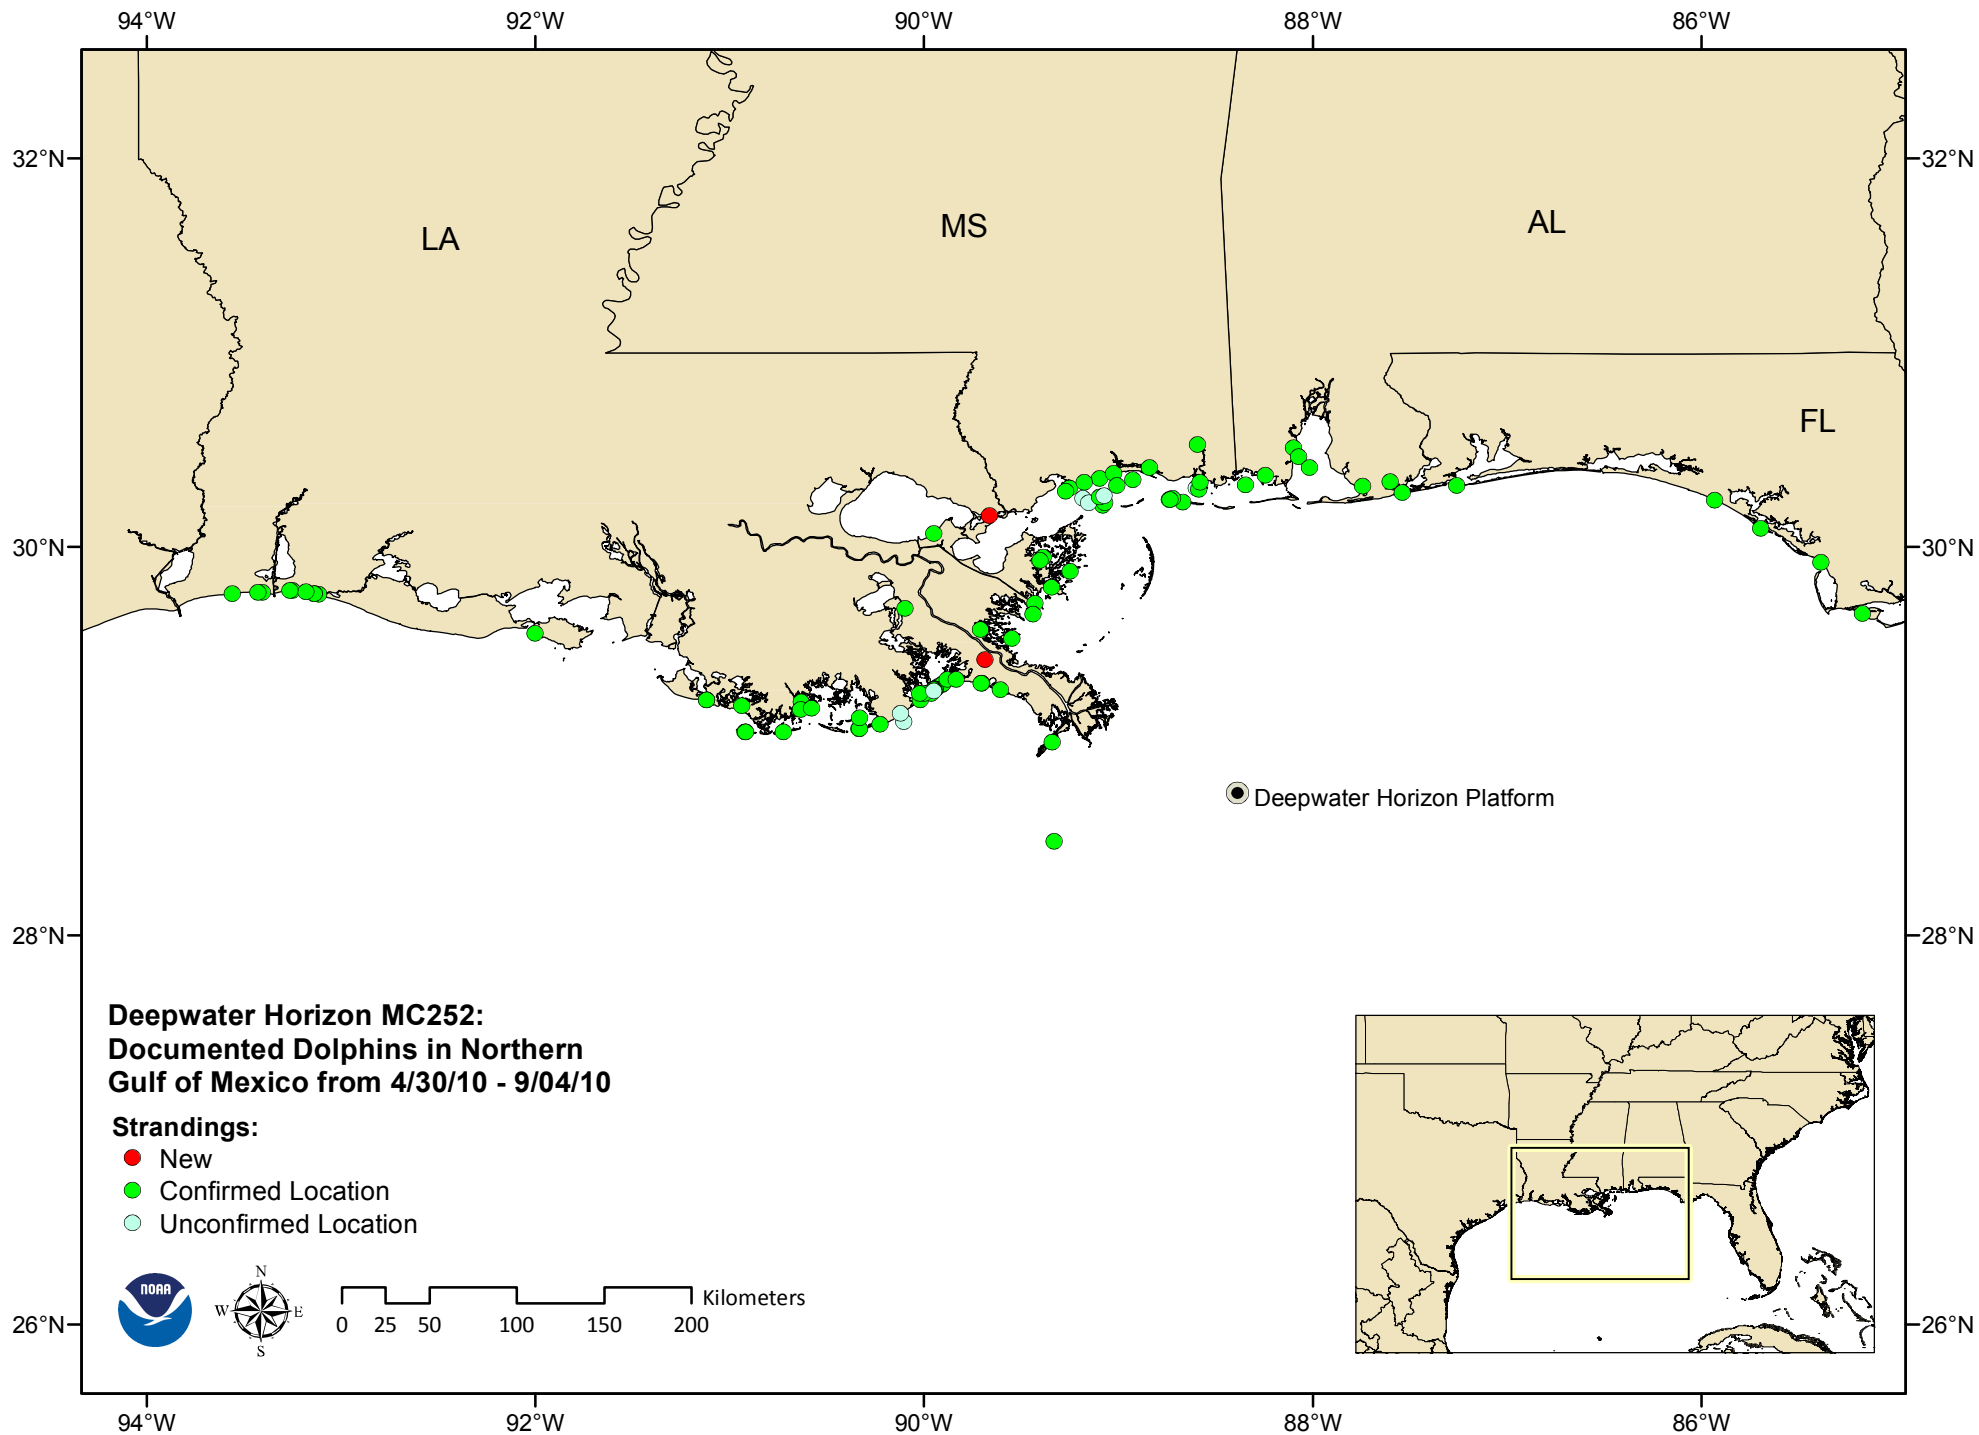 94°W 92°W 90°W 88°W 86°W
32°N 32°N
LA MS AL
FL
30°N 30°N
Deepwater Horizon Platform
28°N 28°N
Deepwater Horizon MC252:
Documented Dolphins in Northern
Gulf of Mexico from 4/30/10 - 9/04/10
Strandings:
New
Confirmed Location
Unconfirmed Location
NOAA
N
W E
S
Kilometers
0 25 50 100 150 200
26°N 26°N
94°W 92°W 90°W 88°W 86°W